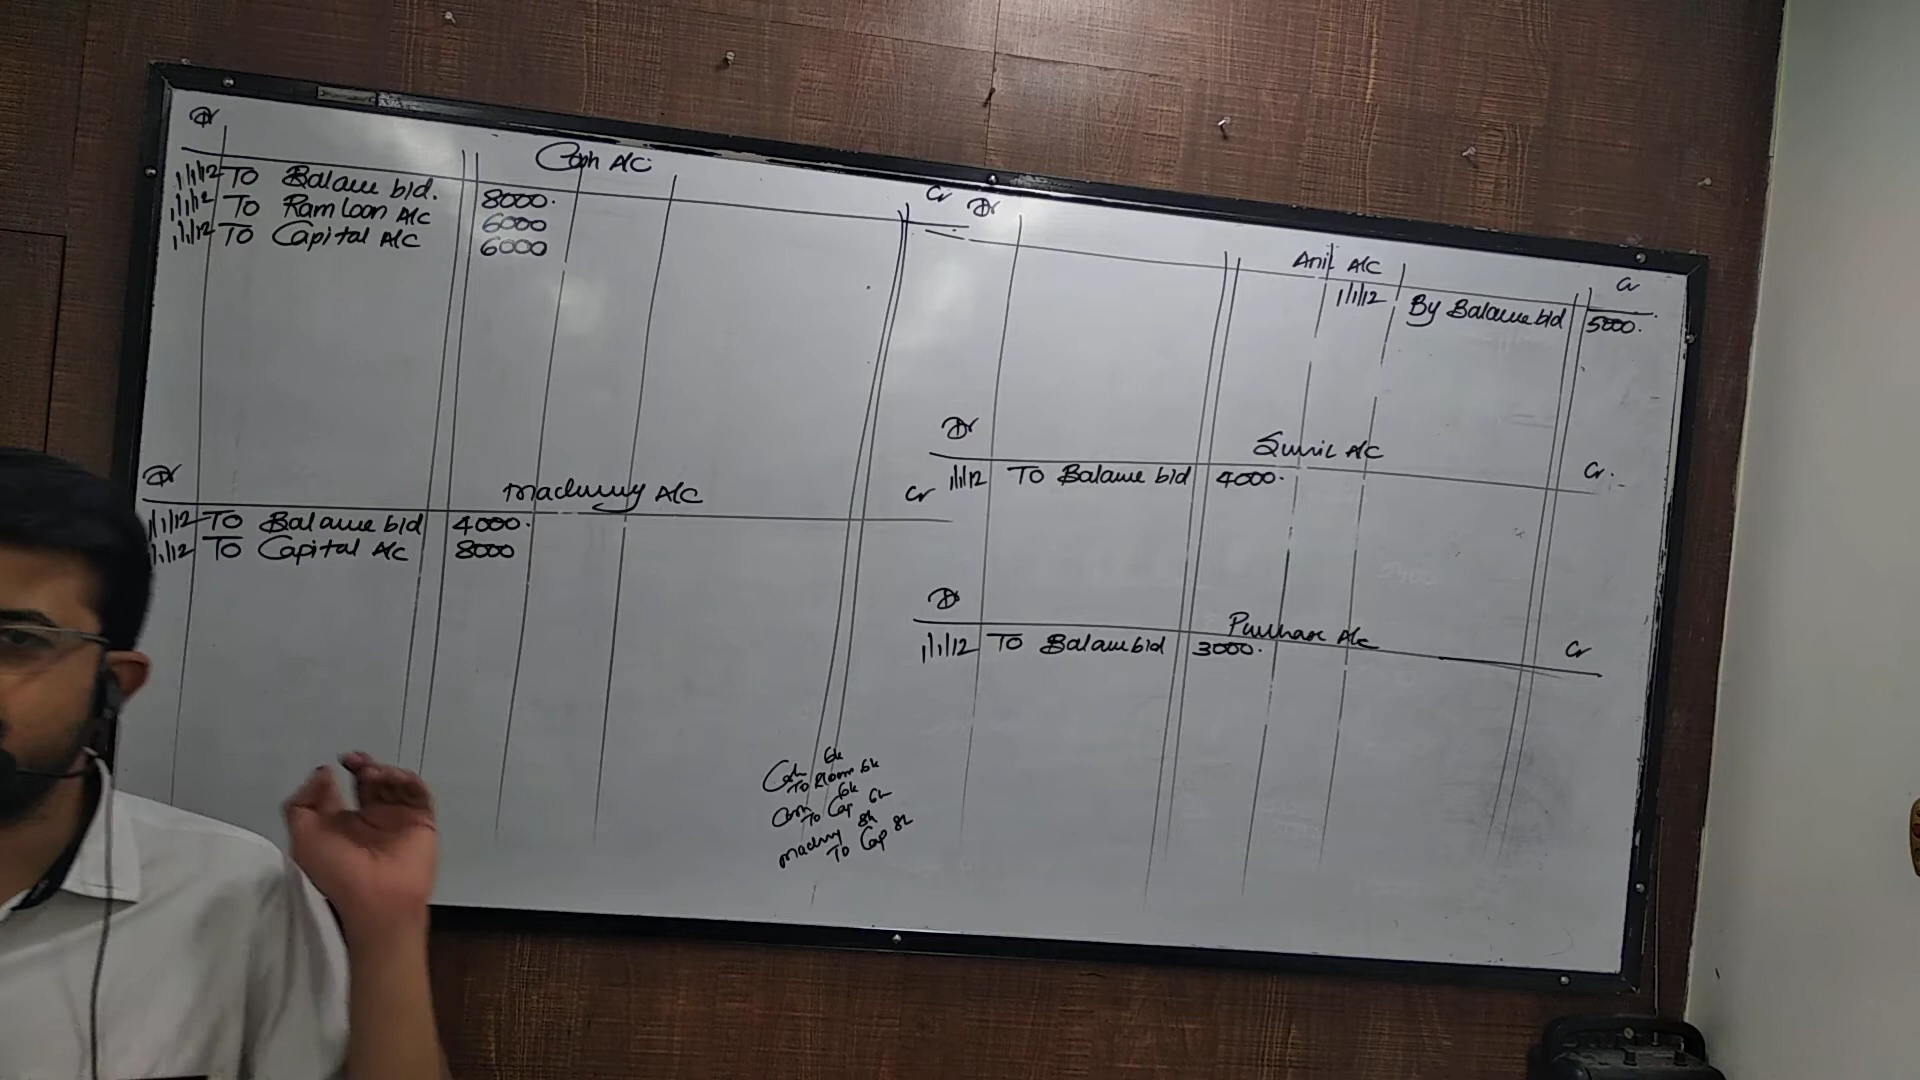 Dr
Cash A/c
Cr
1/1/12 To Balance b/d. 8000.
1/1/12 To Ram Loan A/c 6000
1/1/12 To Capital A/c 6000
Dr
Machinery A/c
Cr
1/1/12 To Balance b/d 4000.
1/1/12 To Capital A/c 8000
Cash 6k
To R loan 6k
Cash 6k
To Cap 6k
machinery 8k
To Cap 8k
Dr
Anil A/c
Cr
1/1/12 By Balance b/d 5000.
Dr
Sunil A/c
Cr.
1/1/12 To Balance b/d 4000.
Dr
Purchase A/c
Cr
1/1/12 To Balance b/d 3000.